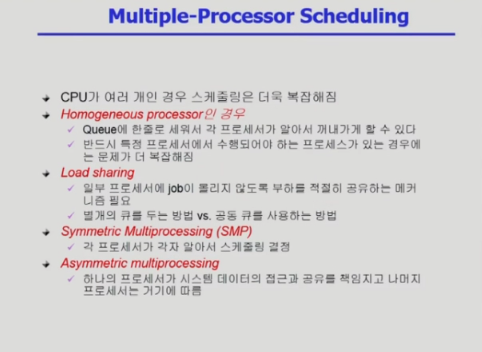 Multiple-Processor Scheduling
CPU가 여러 개인 경우 스케줄링은 더욱 복잡해짐
Homogeneous processor인 경우
Queue에 한줄로 세워서 각 프로세서가 알아서 꺼내가게 할 수 있다
반드시 특정 프로세서에서 수행되어야 하는 프로세스가 있는 경우에
는 문제가 더 복잡해짐
Load sharing
일부 프로세서에 job이 몰리지 않도록 부하를 적절히 공유하는 메커
니즘 필요
별개의 큐를 두는 방법 vs. 공동 큐를 사용하는 방법
Symmetric Multiprocessing (SMP)
각 프로세서가 각자 알아서 스케줄링 결정
Asymmetric multiprocessing
하나의 프로세서가 시스템 데이터의 접근과 공유를 책임지고 나머지
프로세서는 거기에 따름